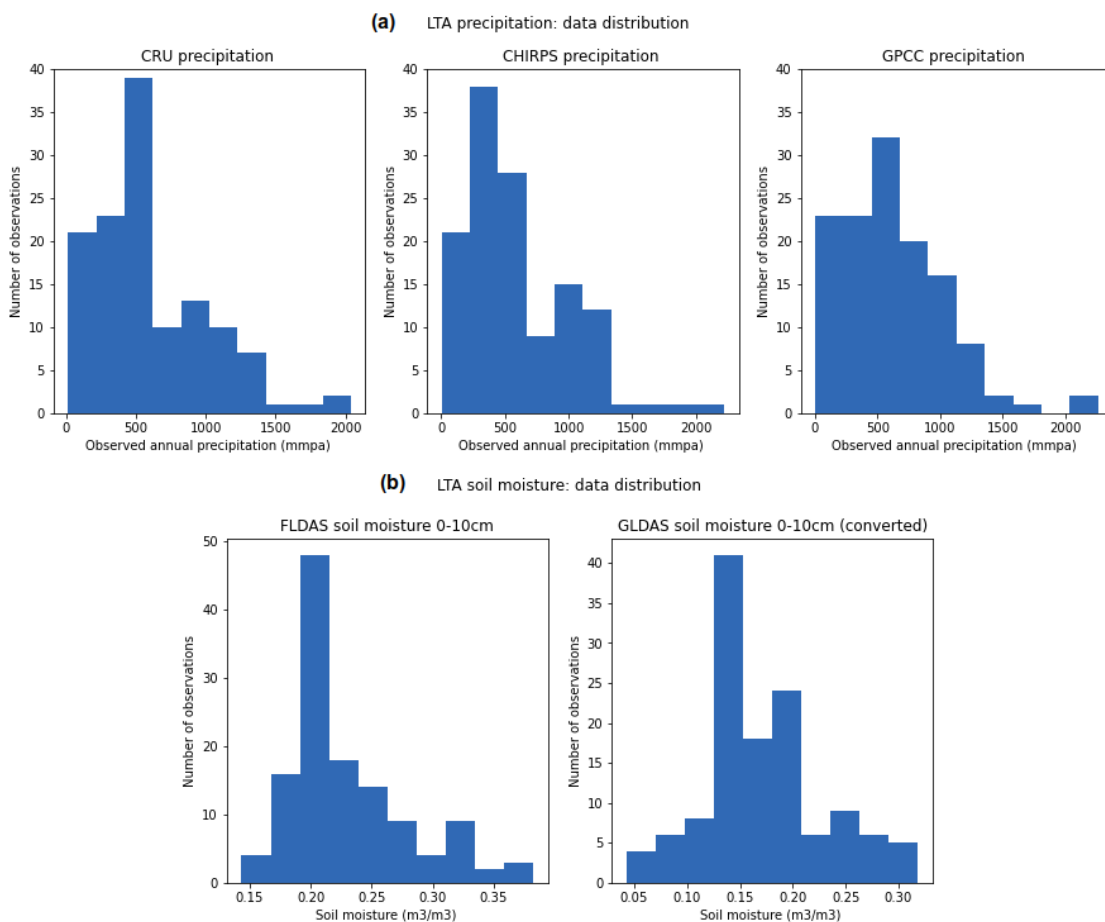 (a) LTA precipitation: data distribution
CRU precipitation
40
35
30
25
20
15
10
5
0
Number of observations
0 500 1000 1500 2000
Observed annual precipitation (mmpa)
CHIRPS precipitation
40
35
30
25
20
15
10
5
0
Number of observations
0 500 1000 1500 2000
Observed annual precipitation (mmpa)
GPCC precipitation
40
35
30
25
20
15
10
5
0
Number of observations
0 500 1000 1500 2000
Observed annual precipitation (mmpa)
(b) LTA soil moisture: data distribution
FLDAS soil moisture 0-10cm
50
40
30
20
10
0
Number of observations
0.15 0.20 0.25 0.30 0.35
Soil moisture (m3/m3)
GLDAS soil moisture 0-10cm (converted)
40
35
30
25
20
15
10
5
0
Number of observations
0.05 0.10 0.15 0.20 0.25 0.30
Soil moisture (m3/m3)